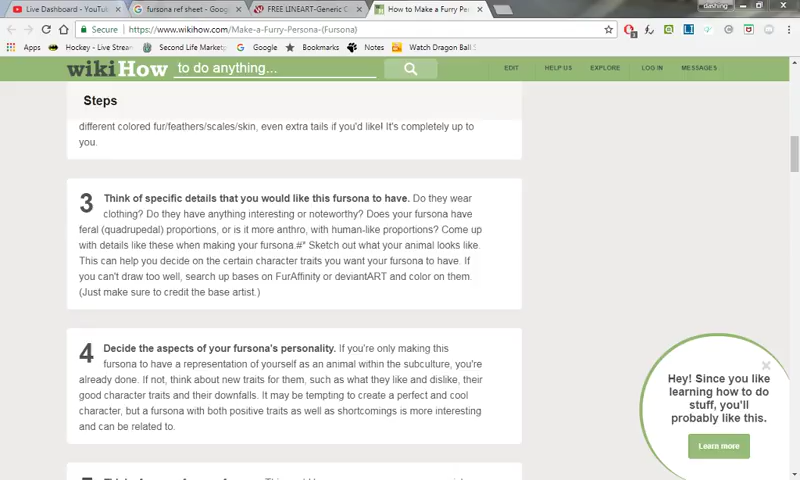 Live Dashboard - YouTu
fursona ref sheet - Goog
FREE LINEART-Generic C
How to Make a Furry Per
dashing
Secure
https://www.wikihow.com/Make-a-Furry-Persona-(Fursona)
Apps
Hockey - Live Stream
Second Life Marketp
Google
Bookmarks
Notes
Watch Dragon Ball S
wikiHow
to do anything...
EDIT
HELP US
EXPLORE
LOG IN
MESSAGES
Steps
different colored fur/feathers/scales/skin, even extra tails if you'd like! It's completely up to
you.
3
Think of specific details that you would like this fursona to have. Do they wear
clothing? Do they have anything interesting or noteworthy? Does your fursona have
feral (quadrupedal) proportions, or is it more anthro, with human-like proportions? Come up
with details like these when making your fursona.#* Sketch out what your animal looks like.
This can help you decide on the certain character traits you want your fursona to have. If
you can't draw too well, search up bases on FurAffinity or deviantART and color on them.
(Just make sure to credit the base artist.)
4
Decide the aspects of your fursona's personality. If you're only making this
fursona to have a representation of yourself as an animal within the subculture, you're
already done. If not, think about new traits for them, such as what they like and dislike, their
good character traits and their downfalls. It may be tempting to create a perfect and cool
character, but a fursona with both positive traits as well as shortcomings is more interesting
and can be related to.
Hey! Since you like
learning how to do
stuff, you'll
probably like this.
Learn more